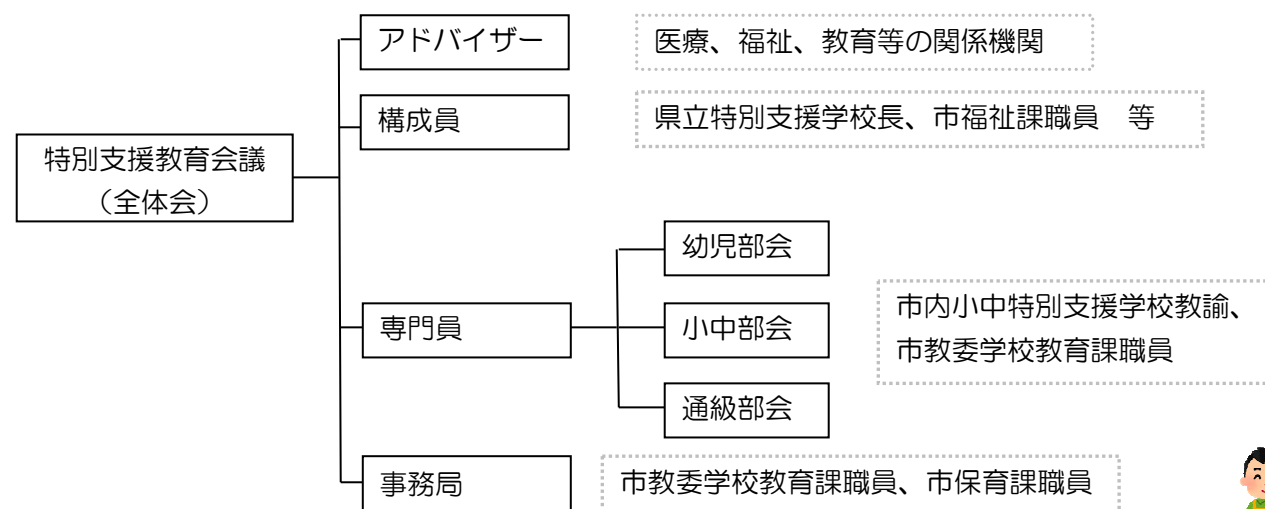 アドバイザー
医療、福祉、教育等の関係機関
構成員
県立特別支援学校長、市福祉課職員　等
特別支援教育会議
（全体会）
幼児部会
専門員
小中部会
市内小中特別支援学校教諭、
市教委学校教育課職員
通級部会
事務局
市教委学校教育課職員、市保育課職員